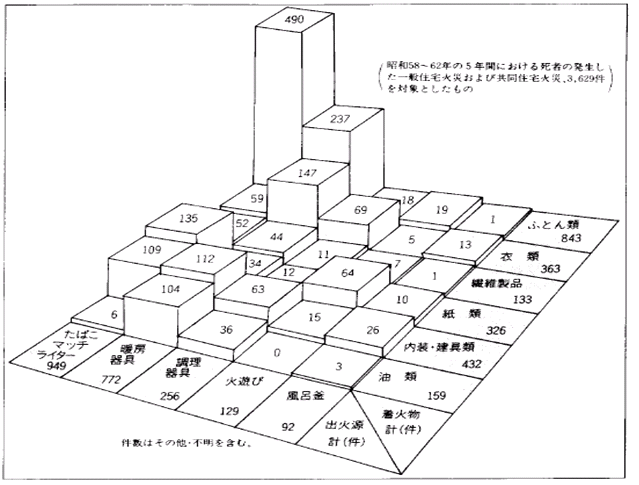 490
昭和58～62年の5年間における死者の発生し
た一般住宅火災および共同住宅火災、3,629件
を対象としたもの
237
147
59
18
19
1
ふとん類
843
135
52
69
5
13
衣類
363
109
112
44
11
7
1
繊維製品
133
34
12
64
10
紙類
326
6
104
63
15
26
内装・建具類
432
36
0
3
油類
159
たばこ
マッチ
ライター
949
暖房
器具
772
調理
器具
256
火遊び
129
風呂釜
92
出火源
計(件)
着火物
計(件)
件数はその他・不明を含む。